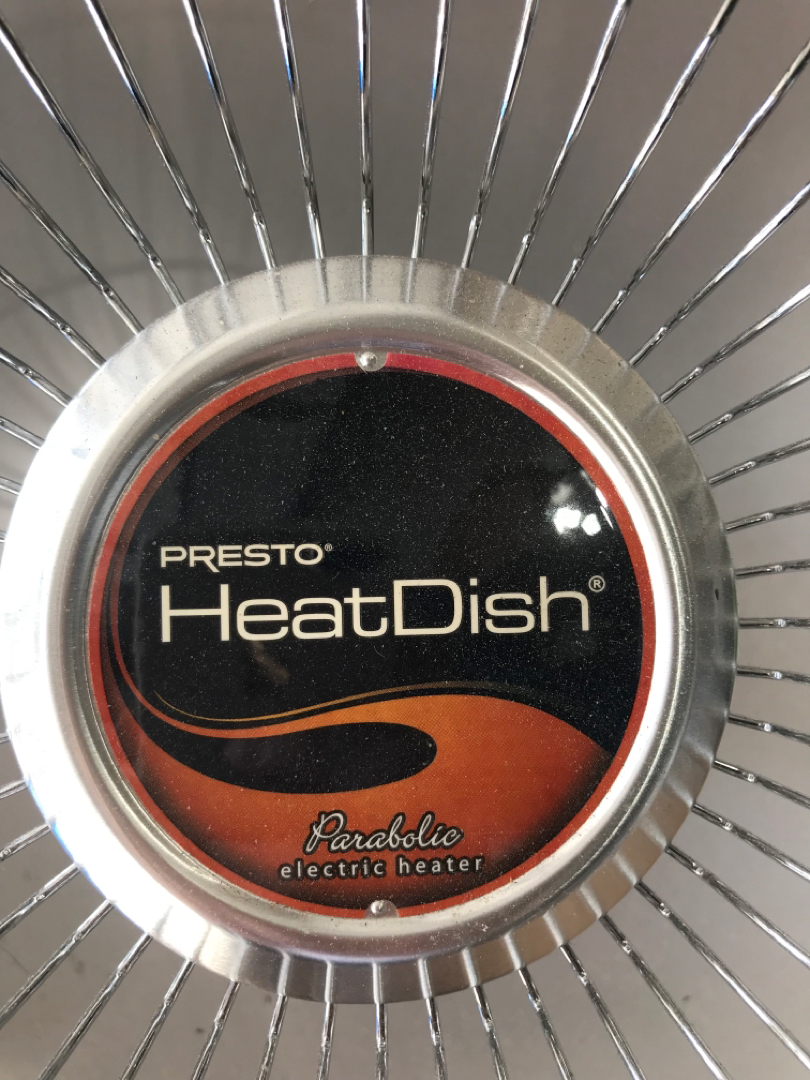 PRESTO®
HeatDish®
Parabolic
electric heater